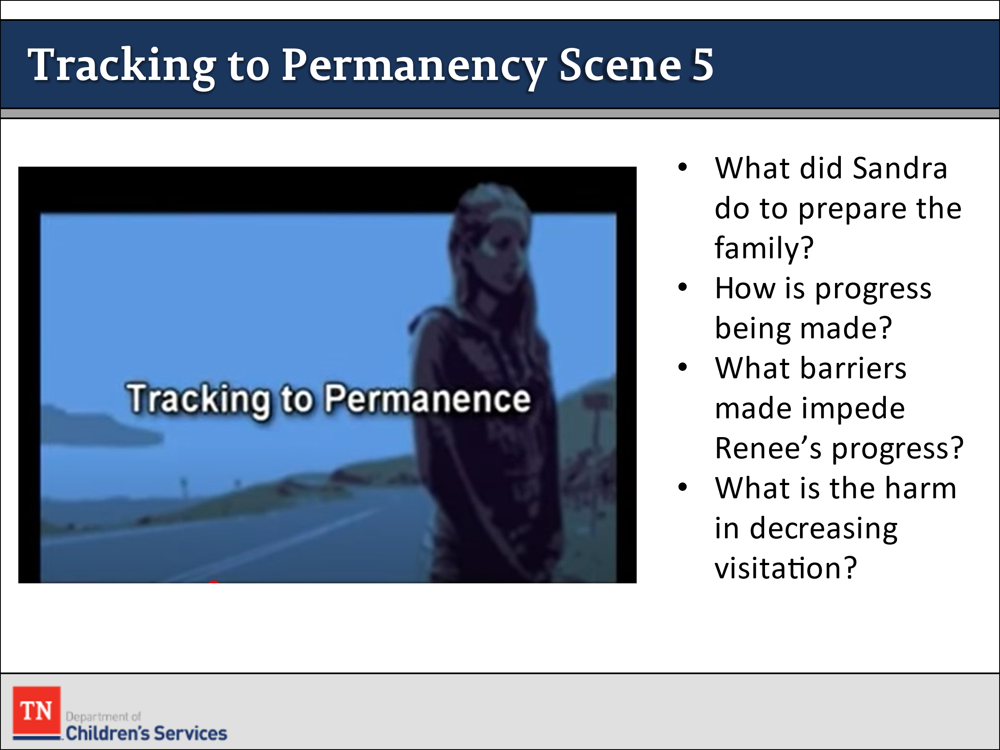 Tracking to Permanency Scene 5
Tracking to Permanence
• What did Sandra
do to prepare the
family?
• How is progress
being made?
• What barriers
made impede
Renee’s progress?
• What is the harm
in decreasing
visitation?
TN
Department of
Children's Services